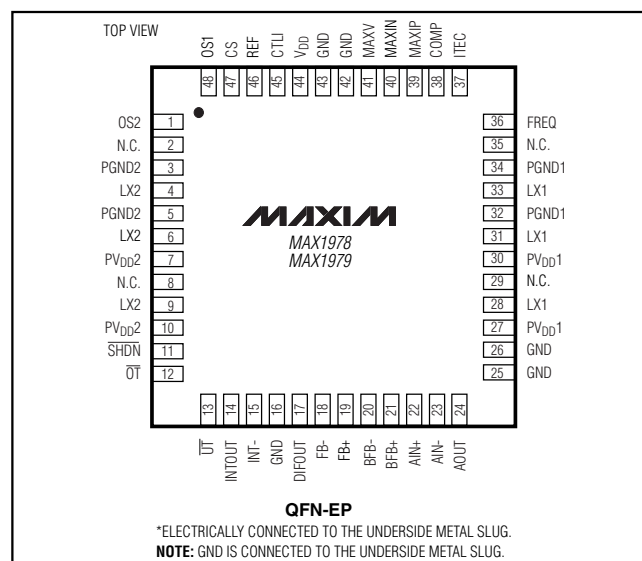 TOP VIEW
OS1 CS REF CTLI VDD GND GND MAXV MAXIN MAXIP COMP ITEC
48 47 46 45 44 43 42 41 40 39 38 37
OS2 1 36 FREQ
N.C. 2 35 N.C.
PGND2 3 34 PGND1
LX2 4 33 LX1
PGND2 5 32 PGND1
LX2 6 31 LX1
PVDD2 7 30 PVDD1
N.C. 8 29 N.C.
LX2 9 28 LX1
PVDD2 10 27 PVDD1
SHDN 11 26 GND
OT 12 25 GND
MAXIM
MAX1978
MAX1979
13 14 15 16 17 18 19 20 21 22 23 24
UT INTOUT INT- GND DIFOUT FB- FB+ BFB- BFB+ AIN+ AIN- AOUT
QFN-EP
*ELECTRICALLY CONNECTED TO THE UNDERSIDE METAL SLUG.
NOTE: GND IS CONNECTED TO THE UNDERSIDE METAL SLUG.